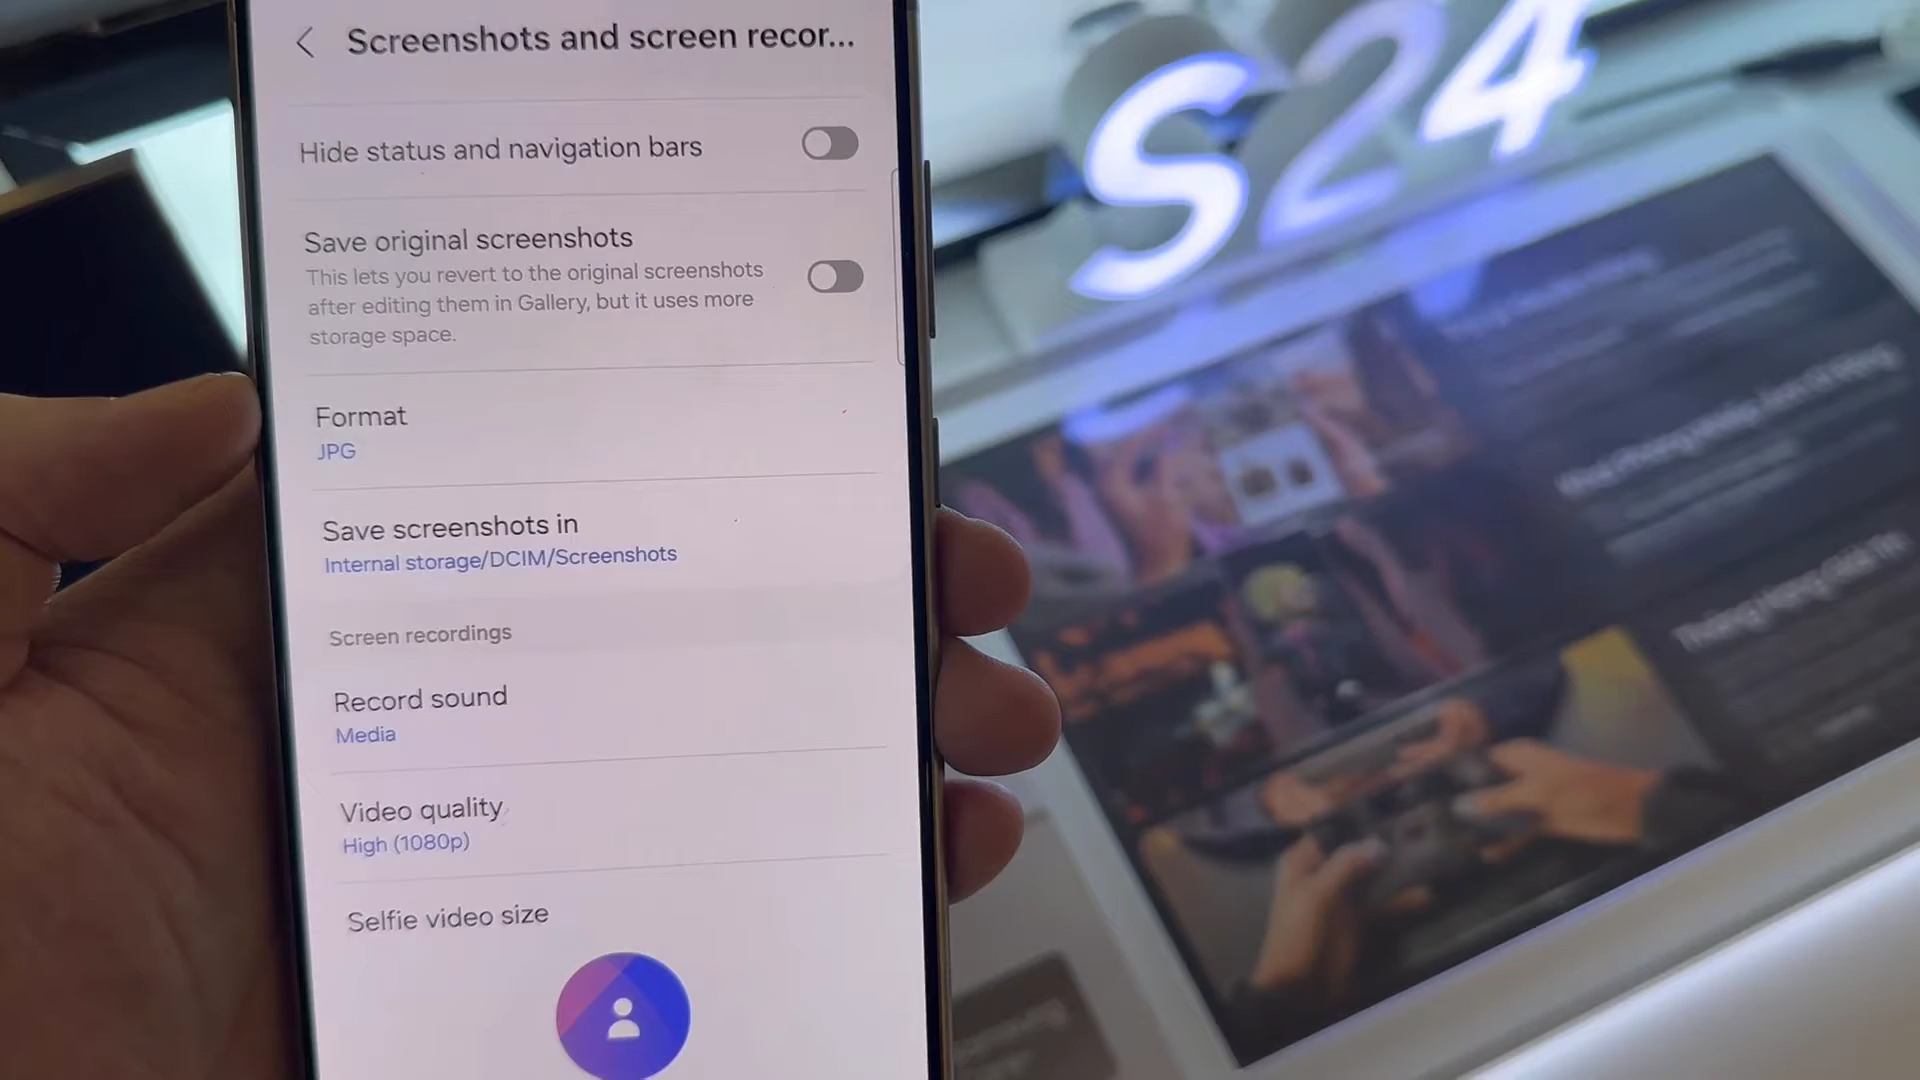 Screenshots and screen recor...
S24
Hide status and navigation bars
Save original screenshots
This lets you revert to the original screenshots
after editing them in Gallery, but it uses more
storage space.
Format
JPG
Save screenshots in
Internal storage/DCIM/Screenshots
Screen recordings
Record sound
Media
Video quality
High (1080p)
Selfie video size